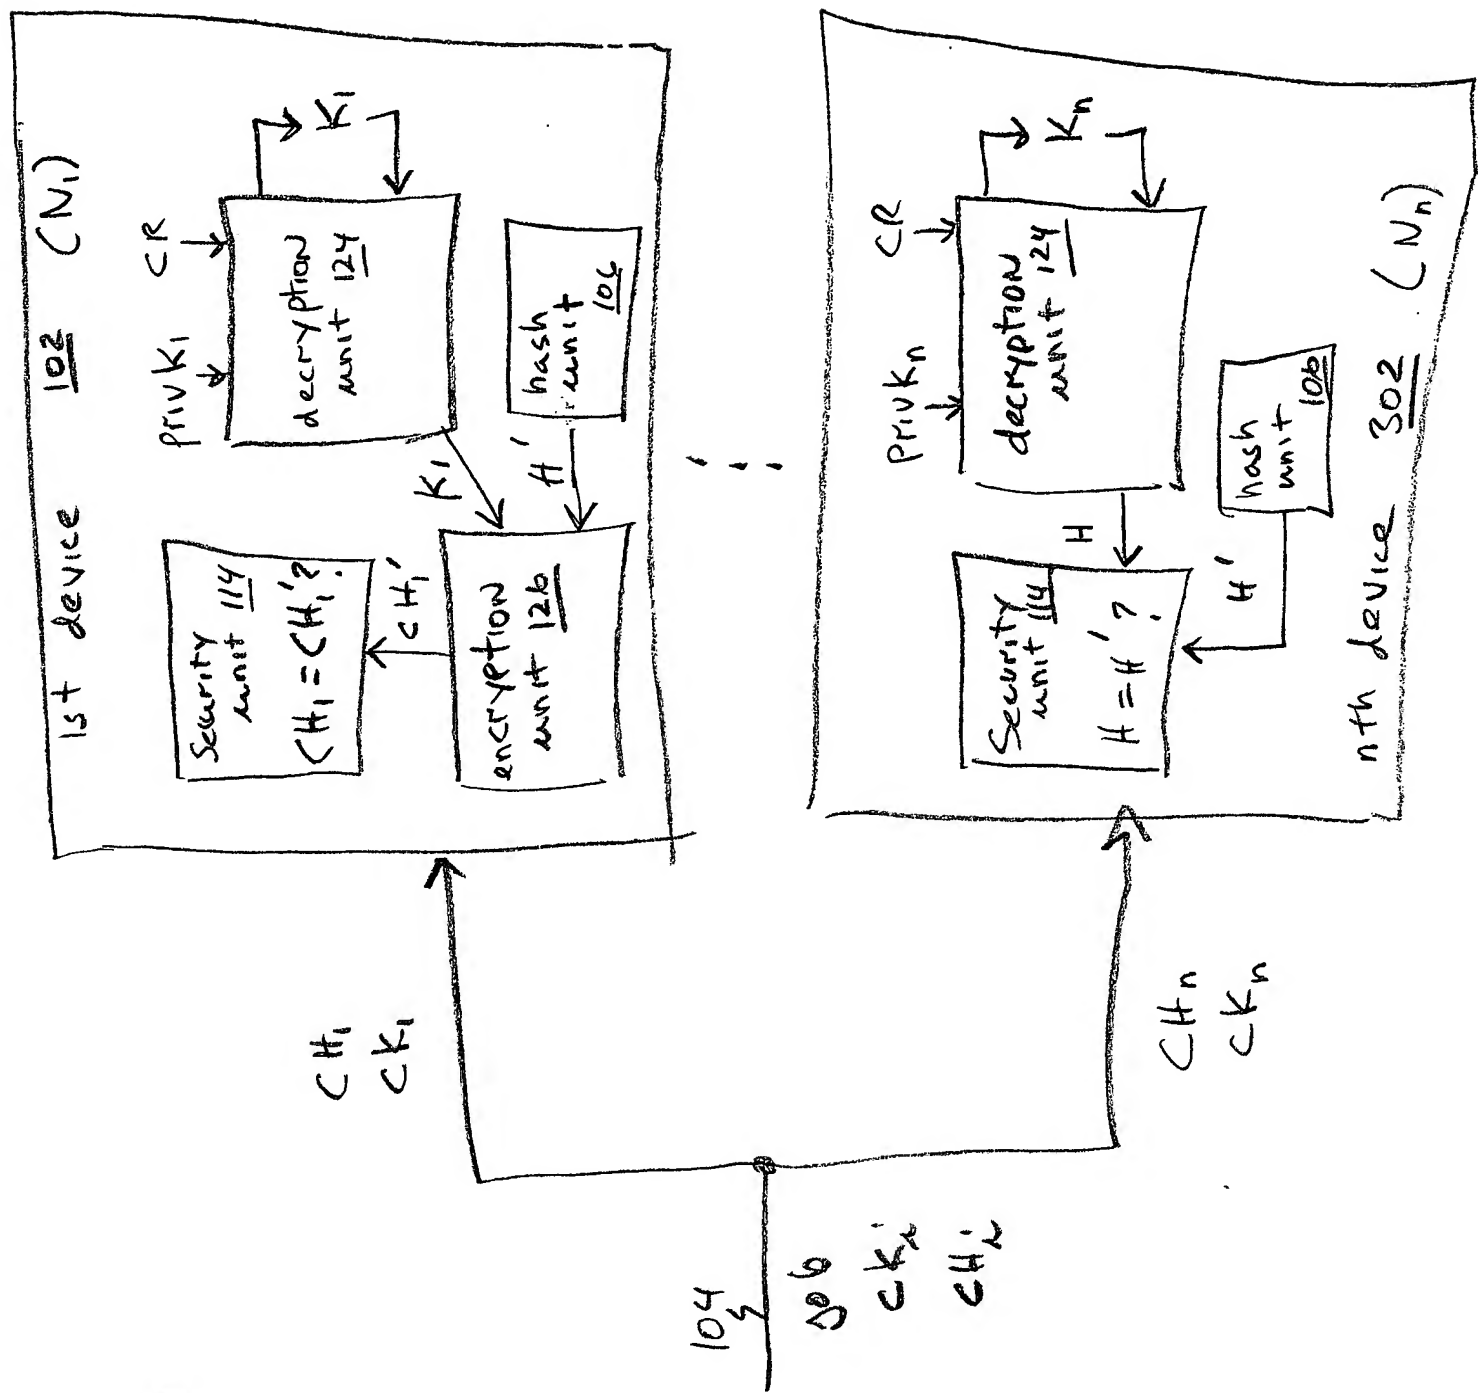 1st device 102 (N1)
PrivK1
CR
K1
decryption
unit 124
hash
unit
106
K1
H'
Security
unit 114
CH1 = CH1'?
CH1'
encryption
unit 126
PrivKn
CR
Kn
decryption
unit 124
H
hash
unit
106
H'
Security
unit 114
H = H'?
nth device 302 (Nn)
CH1
CK1
CHn
CKn
104
Job
CKi
CHi